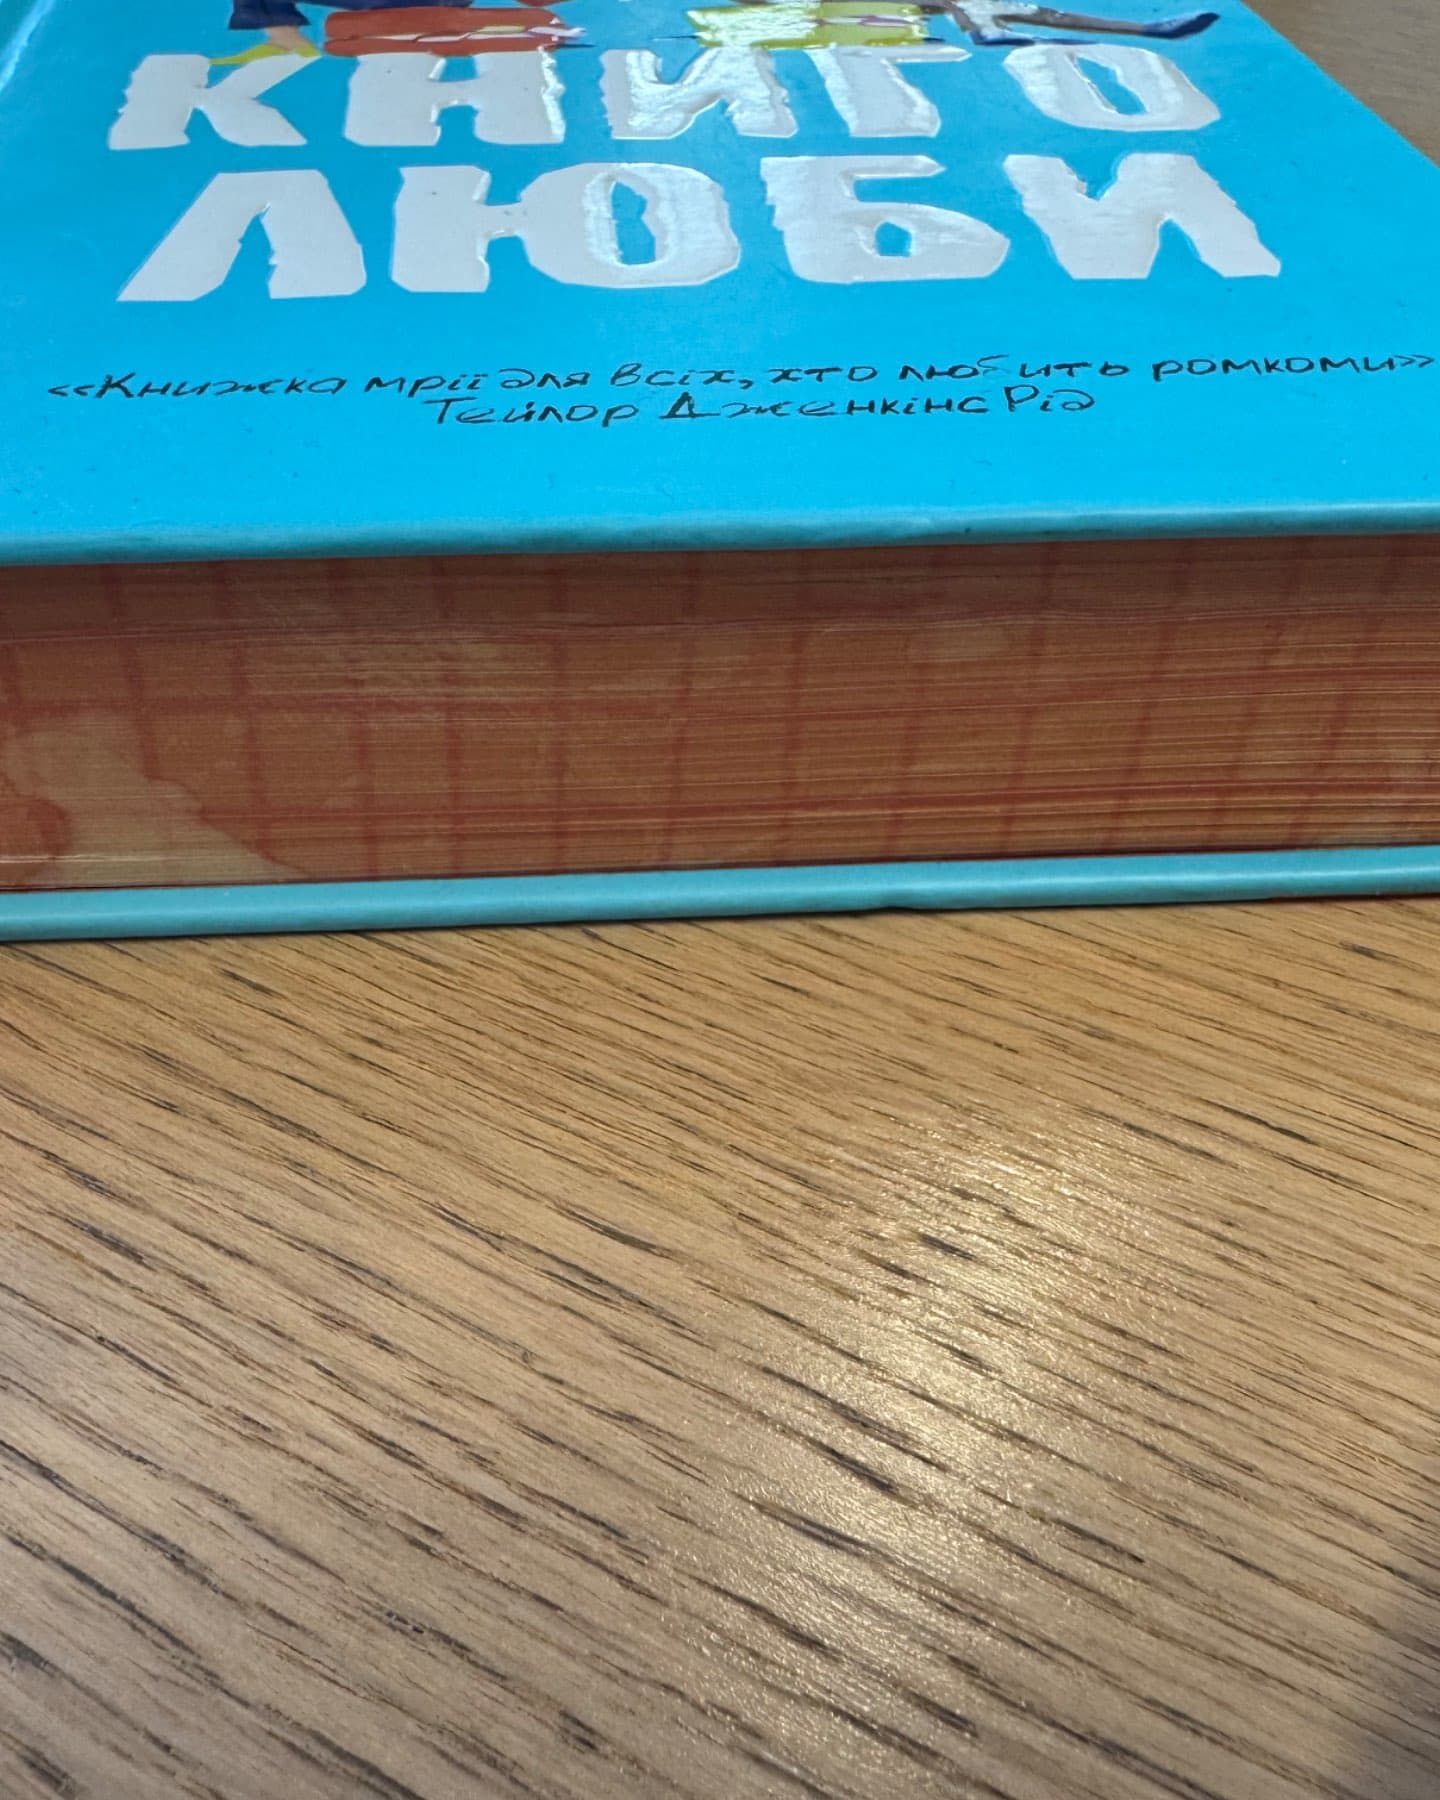 КНИГО
ЛЮБИ
«Книжка мрії для всіх, хто любить ромкоми»
Тейлор Дженкінс Рід